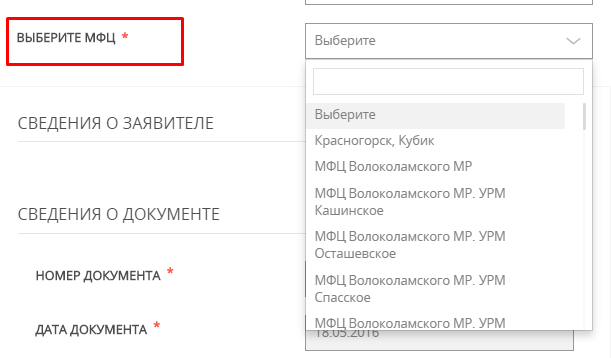 ВЫБЕРИТЕ МФЦ *
Выберите
Выберите
Красногорск, Кубик
МФЦ Волоколамского МР
МФЦ Волоколамского МР. УРМ
Кашинское
МФЦ Волоколамского МР. УРМ
Осташевское
МФЦ Волоколамского МР. УРМ
Спасское
МФЦ Волоколамского МР. УРМ
СВЕДЕНИЯ О ЗАЯВИТЕЛЕ
СВЕДЕНИЯ О ДОКУМЕНТЕ
НОМЕР ДОКУМЕНТА *
ДАТА ДОКУМЕНТА *
18.05.2016